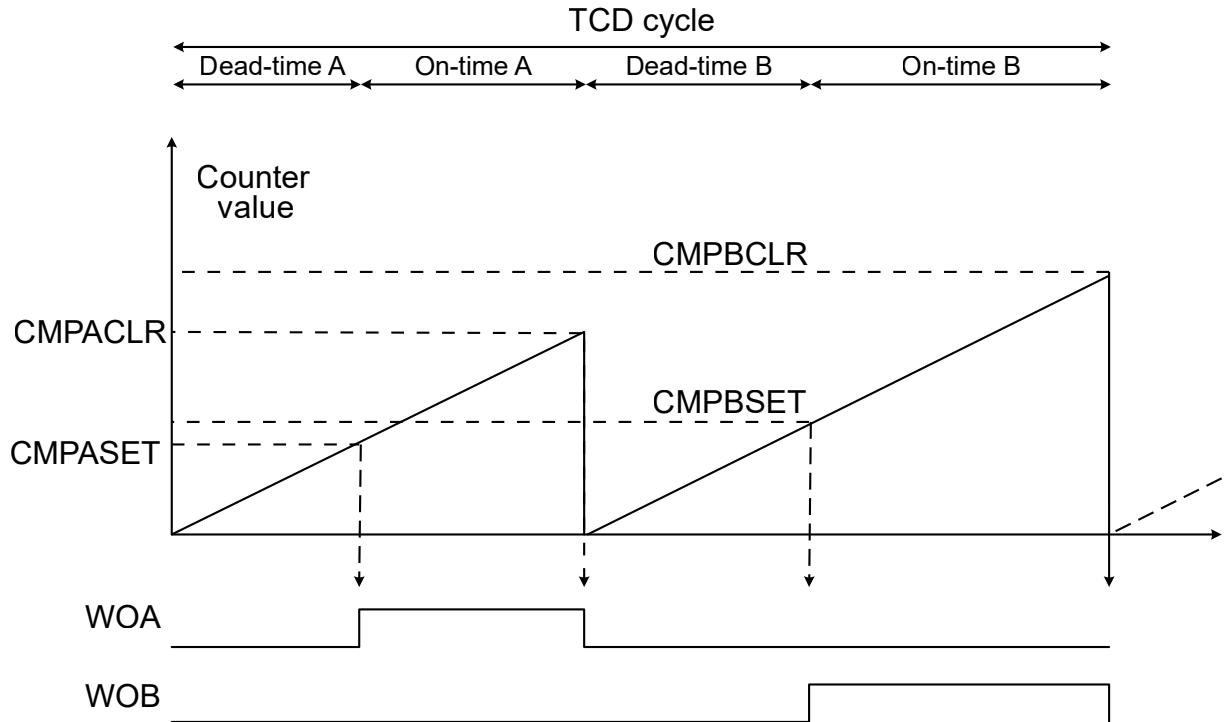 TCD cycle
Dead-time A
On-time A
Dead-time B
On-time B
Counter
value
CMPBCLR
CMPACLR
CMPBSET
CMPASET
WOA
WOB